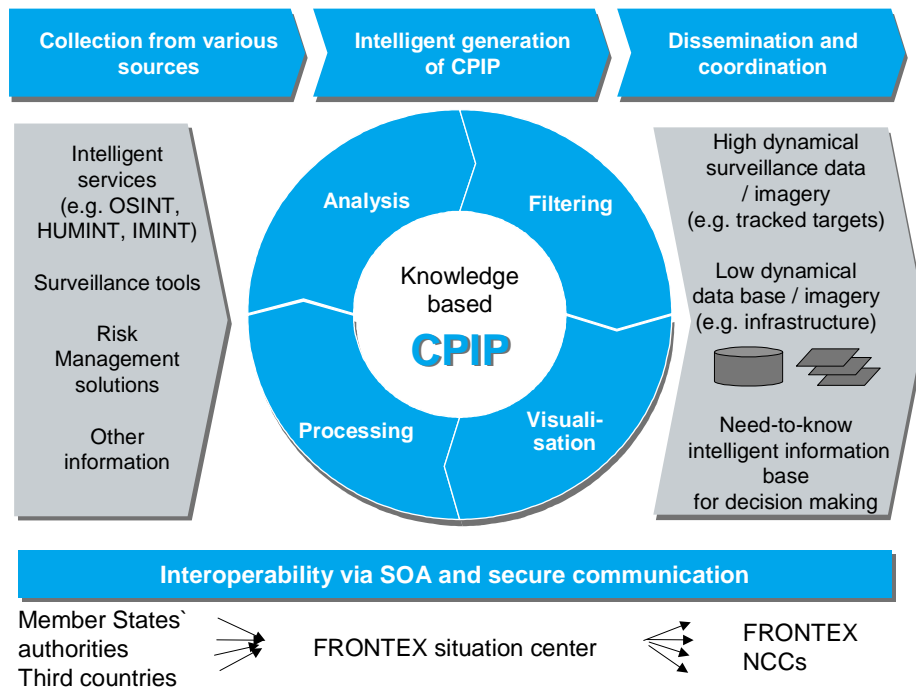 Collection from various
sources
Intelligent generation
of CPIP
Dissemination and
coordination
Intelligent
services
(e.g. OSINT,
HUMINT, IMINT)
Surveillance tools
Risk
Management
solutions
Other
information
Analysis
Filtering
Knowledge
based
CPIP
Processing
Visuali-
sation
High dynamical
surveillance data
/ imagery
(e.g. tracked targets)
Low dynamical
data base / imagery
(e.g. infrastructure)
Need-to-know
intelligent information
base
for decision making
Interoperability via SOA and secure communication
Member States`
authorities
Third countries
FRONTEX situation center
FRONTEX
NCCs